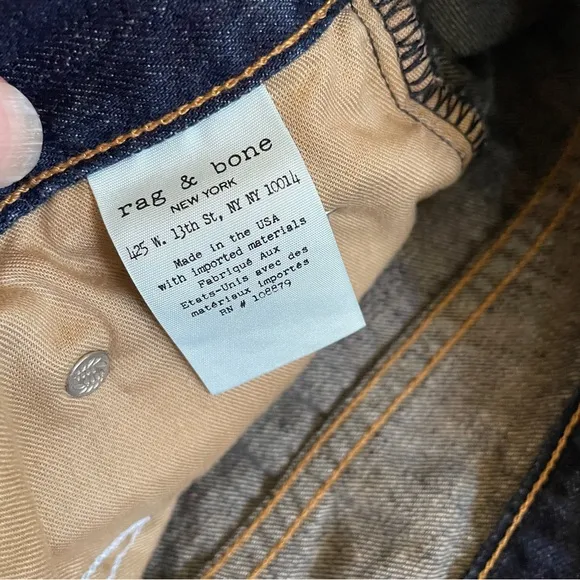 rag & bone
NEW YORK
425 W. 13th St, NY NY 10014
Made in the USA
with imported materials
Fabriqué Aux
Etats-Unis avec des
matériaux importés
RN # 108879